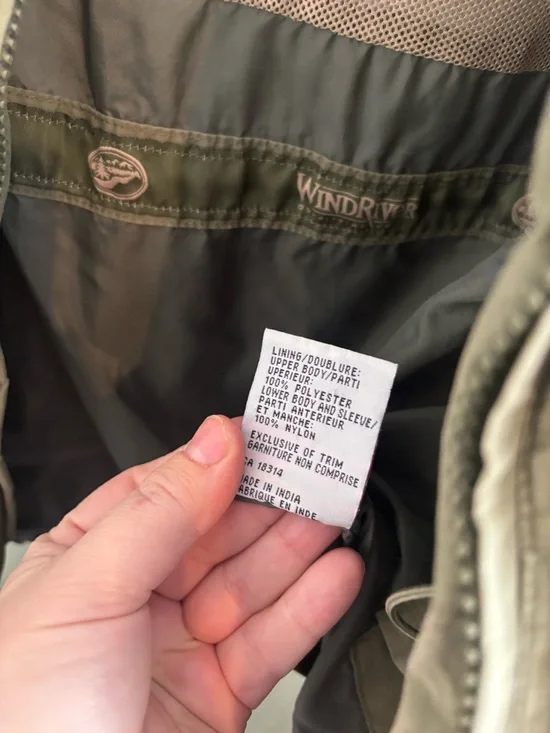 WINDRIVER
LINING/DOUBLURE:
UPPER BODY/PARTI
UPERIEUR:
100% POLYESTER
LOWER BODY AND SLEEVE/
PARTI ANTERIEUR
ET MANCHE:
100% NYLON
EXCLUSIVE OF TRIM
GARNITURE NON COMPRISE
CA 18314
MADE IN INDIA
FABRIQUE EN INDE